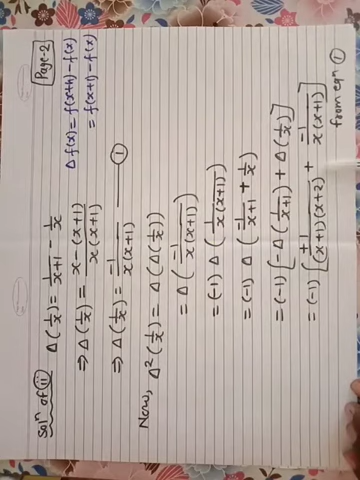 Page-2
Solⁿ of (ii)
Δf(x) = f(x+h) - f(x)
= f(x+1) - f(x)
Δ(1/x) = 1/(x+1) - 1/x
⇒ Δ(1/x) = (x-(x+1))/(x(x+1))
⇒ Δ(1/x) = -1/(x(x+1)) —— ①
Now, Δ²(1/x) = Δ(Δ(1/x))
= Δ(-1/(x(x+1)))
= (-1) Δ(1/(x(x+1)))
= (-1) Δ(-1/(x+1) + 1/x)
= (-1)[-Δ(1/(x+1)) + Δ(1/x)]
= (-1)[+1/((x+1)(x+2)) + -1/(x(x+1))]
from eqn ①